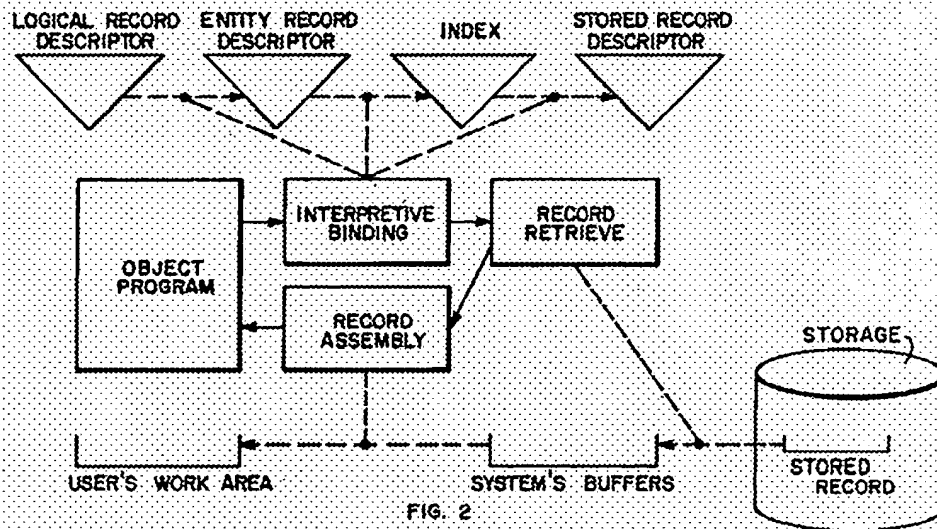 LOGICAL RECORD
DESCRIPTOR
ENTITY RECORD
DESCRIPTOR
INDEX
STORED RECORD
DESCRIPTOR
OBJECT
PROGRAM
INTERPRETIVE
BINDING
RECORD
RETRIEVE
RECORD
ASSEMBLY
STORAGE
STORED
RECORD
USER'S WORK AREA
SYSTEM'S BUFFERS
FIG. 2